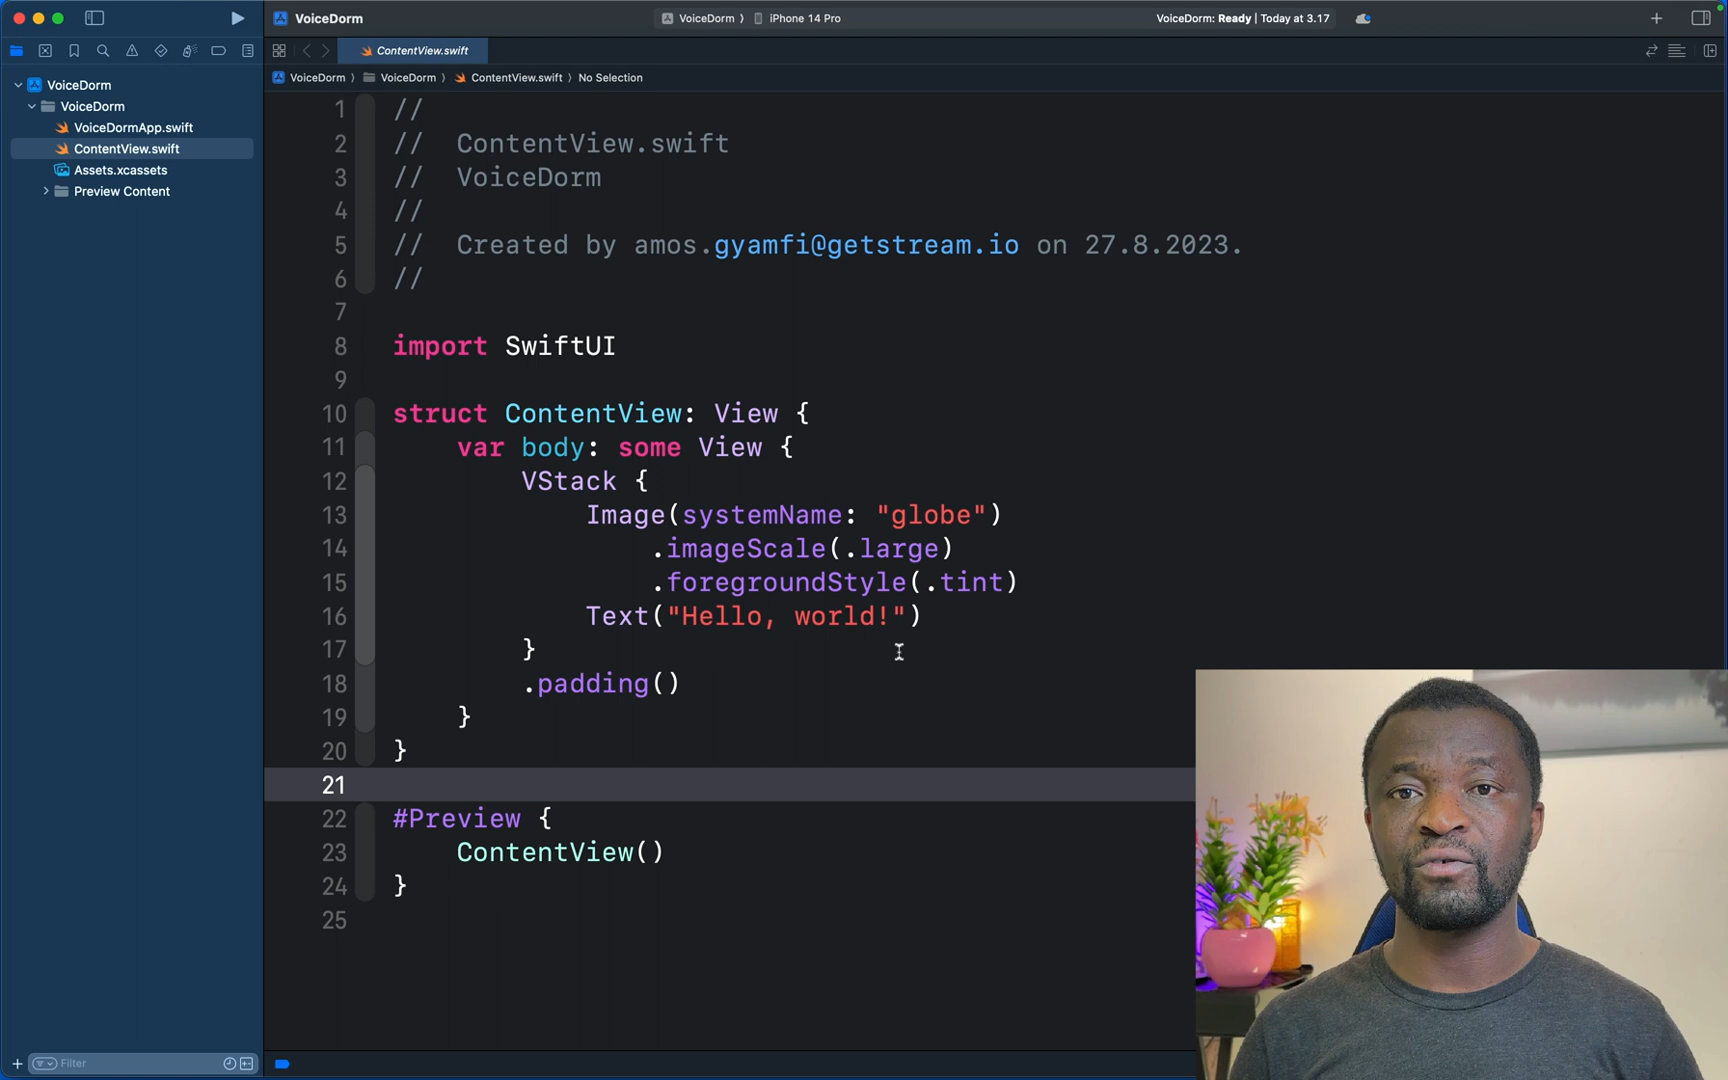 VoiceDorm
VoiceDorm ⟩ iPhone 14 Pro
VoiceDorm: Ready | Today at 3.17
ContentView.swift
VoiceDorm ⟩ VoiceDorm ⟩ ContentView.swift ⟩ No Selection
VoiceDorm
VoiceDorm
VoiceDormApp.swift
ContentView.swift
Assets.xcassets
Preview Content
1 //
2 //  ContentView.swift
3 //  VoiceDorm
4 //
5 //  Created by amos.gyamfi@getstream.io on 27.8.2023.
6 //
7
8 import SwiftUI
9
10 struct ContentView: View {
11     var body: some View {
12         VStack {
13             Image(systemName: "globe")
14                 .imageScale(.large)
15                 .foregroundStyle(.tint)
16             Text("Hello, world!")
17         }
18         .padding()
19     }
20 }
21
22 #Preview {
23     ContentView()
24 }
25
Filter